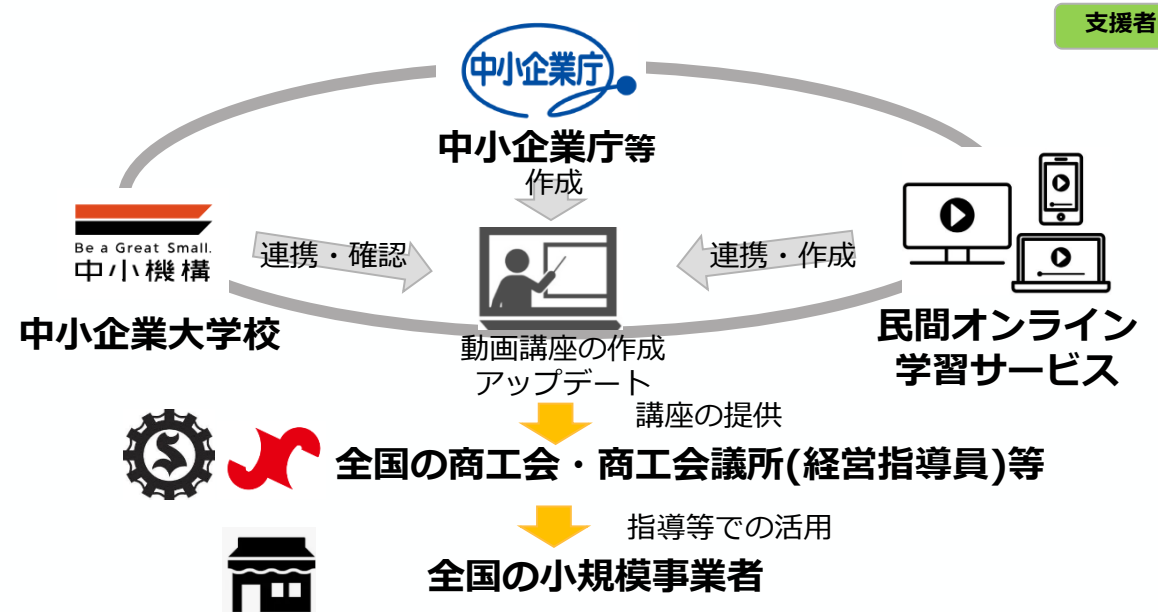 支援者
中小企業庁
中小企業庁等
作成
Be a Great Small.
中小機構
連携・確認
連携・作成
中小企業大学校
動画講座の作成
アップデート
民間オンライン
学習サービス
講座の提供
全国の商工会・商工会議所(経営指導員)等
指導等での活用
全国の小規模事業者